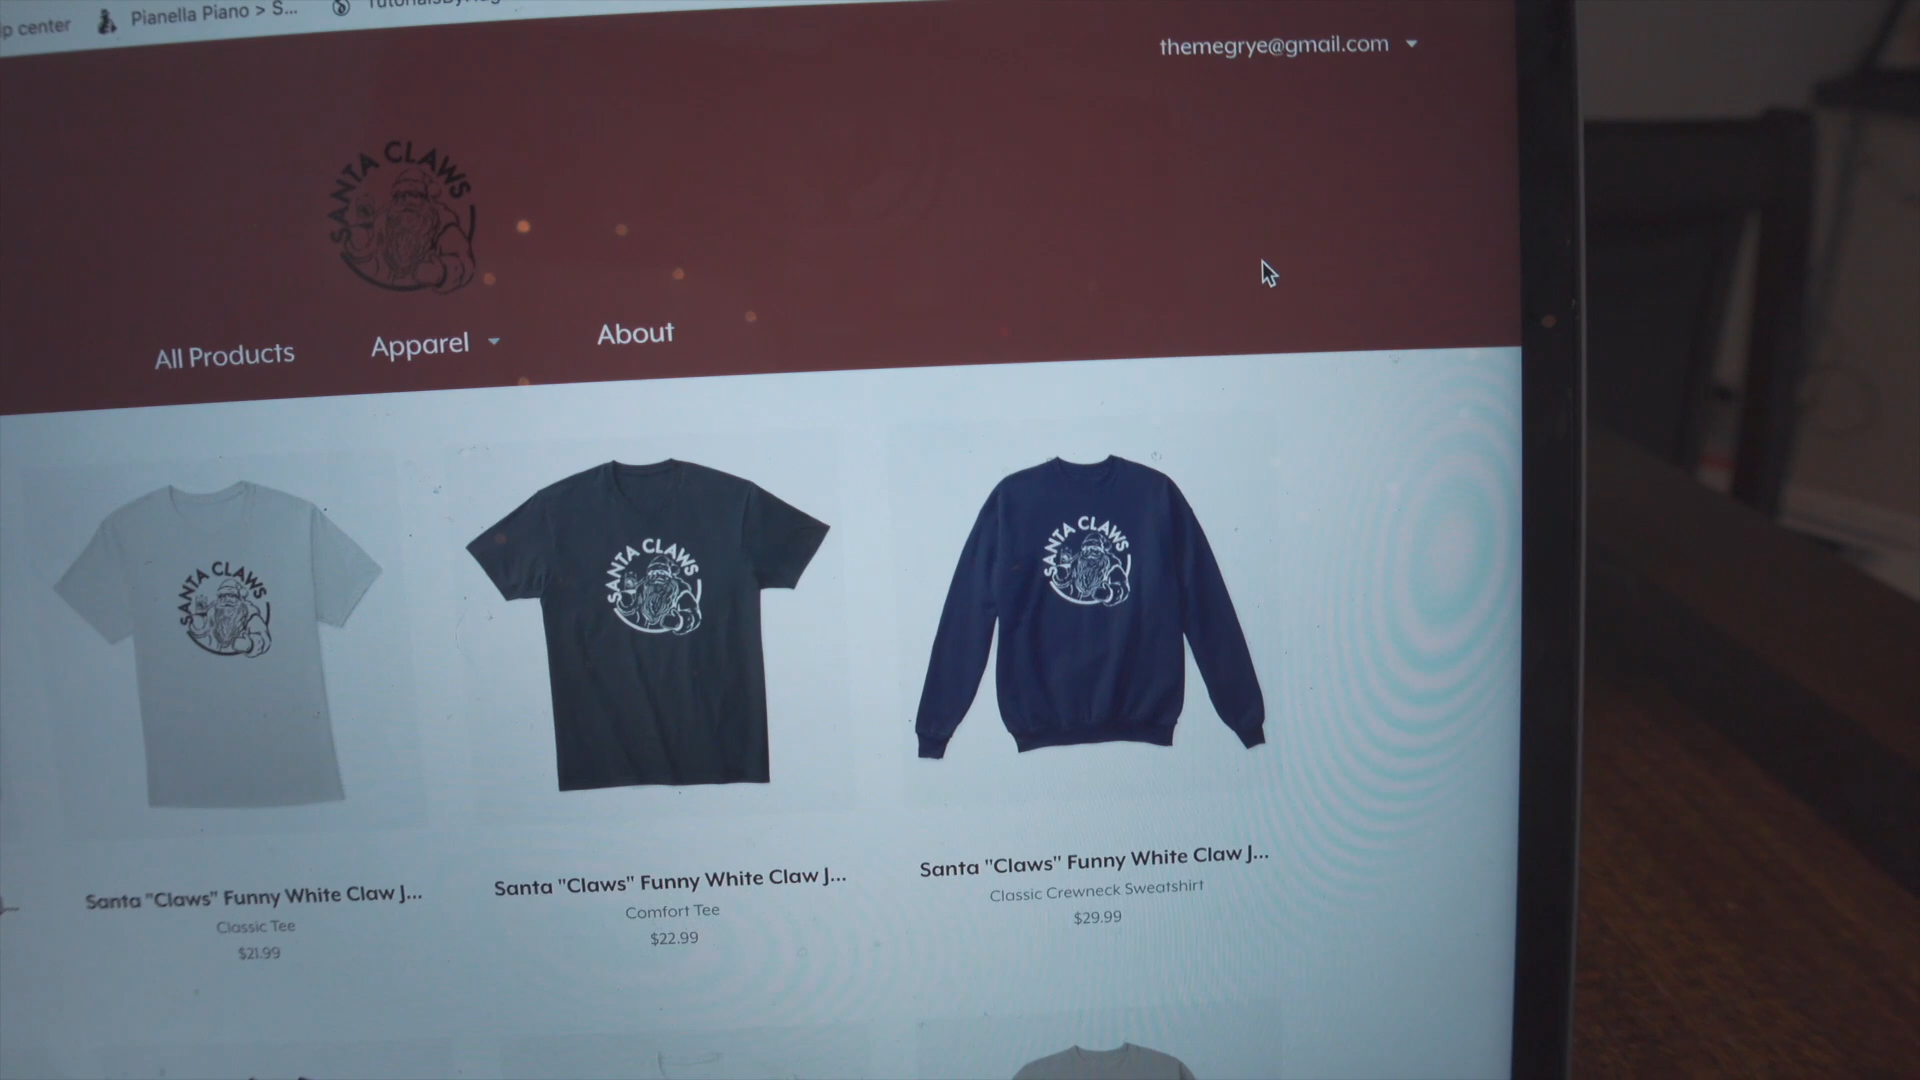 p center
Pianella Piano > S...
themegrye@gmail.com
SANTA CLAWS
All Products
Apparel
About
SANTA CLAWS
SANTA CLAWS
SANTA CLAWS
Santa "Claws" Funny White Claw J...
Classic Tee
$21.99
Santa "Claws" Funny White Claw J...
Comfort Tee
$22.99
Santa "Claws" Funny White Claw J...
Classic Crewneck Sweatshirt
$29.99